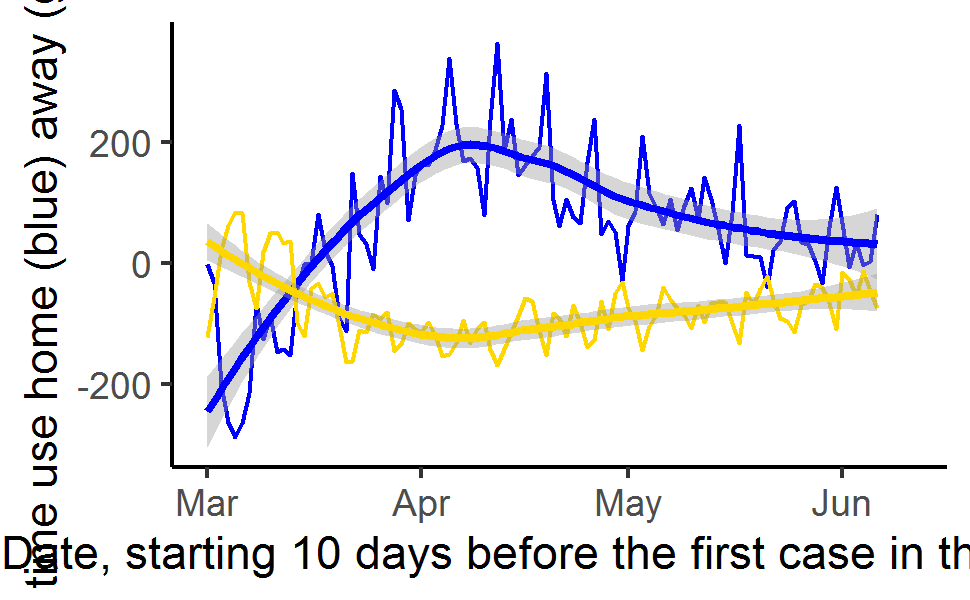 time use home (blue) away (g
200
0
-200
Mar Apr May Jun
Date, starting 10 days before the first case in th